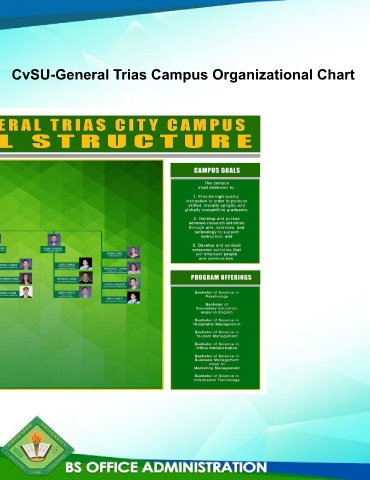 CvSU-General Trias Campus Organizational Chart
ERAL TRIAS CITY CAMPUS
L STRUCTURE
CAMPUS GOALS
The campus
shall endeavor to:
1. Provide high quality
instruction in order to produce
skilled, morally upright, and
globally competitive graduates;
2. Develop and pursue
advance research activities
through arts, sciences, and
technology to support
instruction; and
3. Develop and conduct
extension activities that
will empower people
and communities.
PROGRAM OFFERINGS
Bachelor of Science in
Psychology
Bachelor of
Secondary Education
major in English
Bachelor of Science in
Hospitality Management
Bachelor of Science in
Tourism Management
Bachelor of Science in
Office Administration
Bachelor of Science in
Business Management
major in
Marketing Management
Bachelor of Science in
Information Technology
BS OFFICE ADMINISTRATION